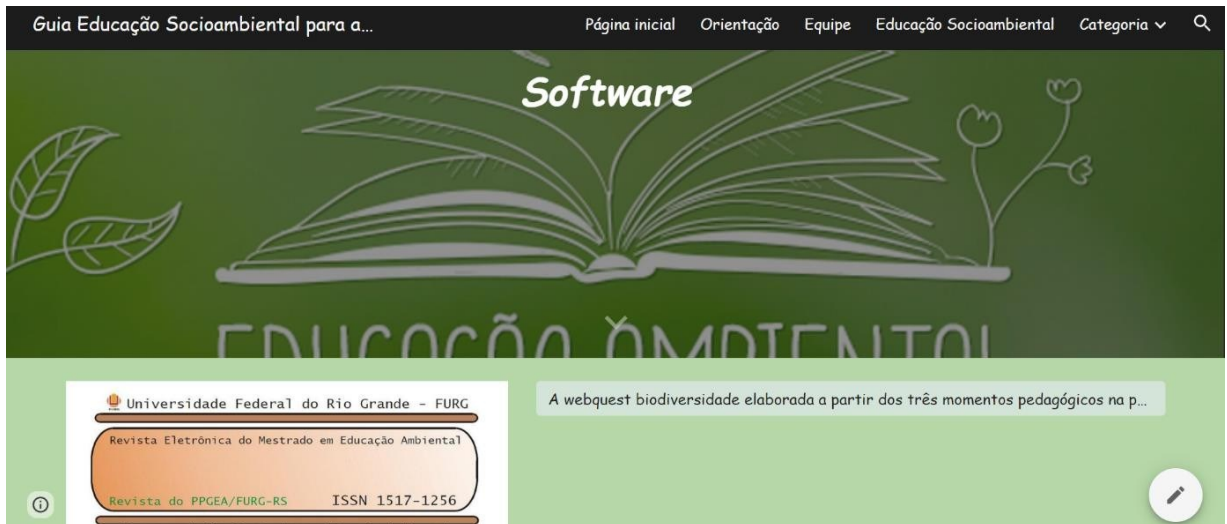 Guia Educação Socioambiental para a...
Página inicial Orientação Equipe Educação Socioambiental Categoria
Software
EDUCAÇÃO AMBIENTAL
Universidade Federal do Rio Grande - FURG
A webquest biodiversidade elaborada a partir dos três momentos pedagógicos na p...
Revista Eletrônica do Mestrado em Educação Ambiental
Revista do PPGEA/FURG-RS ISSN 1517-1256